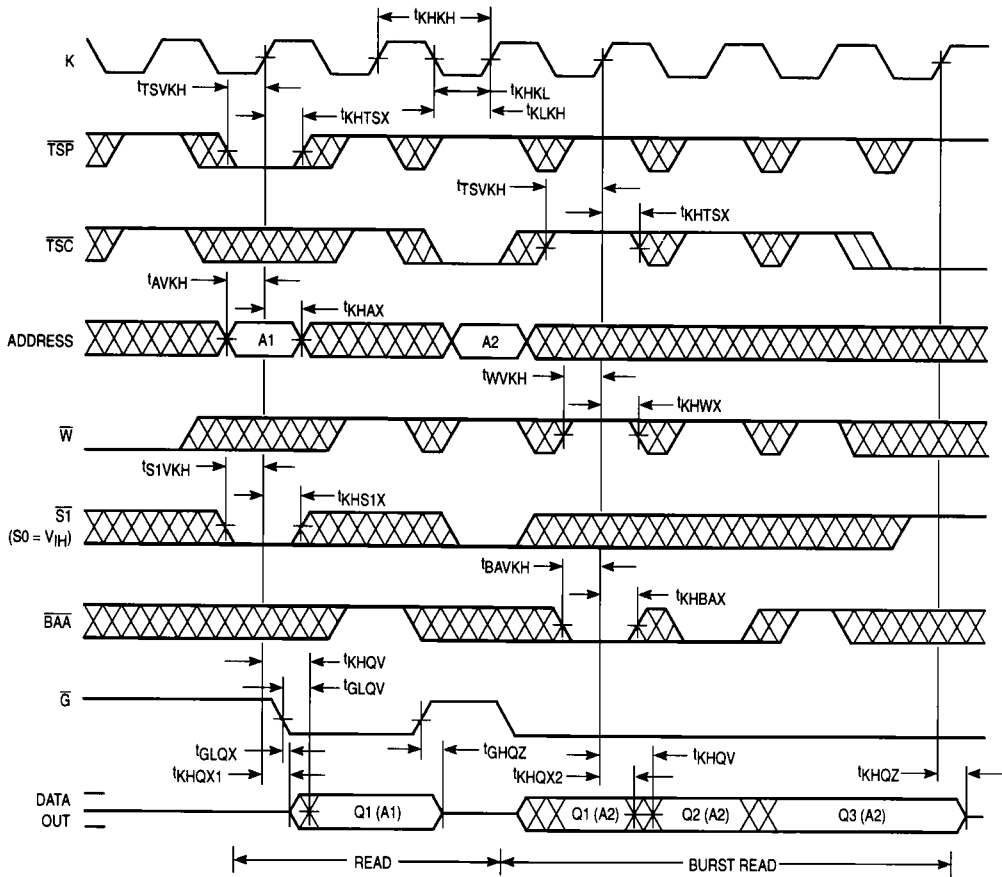 tKHKH
K
tTSVKH
tKHKL
tKLKH
tKHTSX
TSP
tTSVKH
tKHTSX
TSC
tAVKH
tKHAX
ADDRESS
A1
A2
tWVKH
tKHWX
W
tS1VKH
tKHS1X
S1
(S0 = VIH)
tBAVKH
tKHBAX
BAA
tKHQV
tGLQV
G
tGLQX
tGHQZ
tKHQV
tKHQX1
tKHQX2
tKHQZ
DATA
OUT
Q1 (A1)
Q1 (A2)
Q2 (A2)
Q3 (A2)
READ
BURST READ